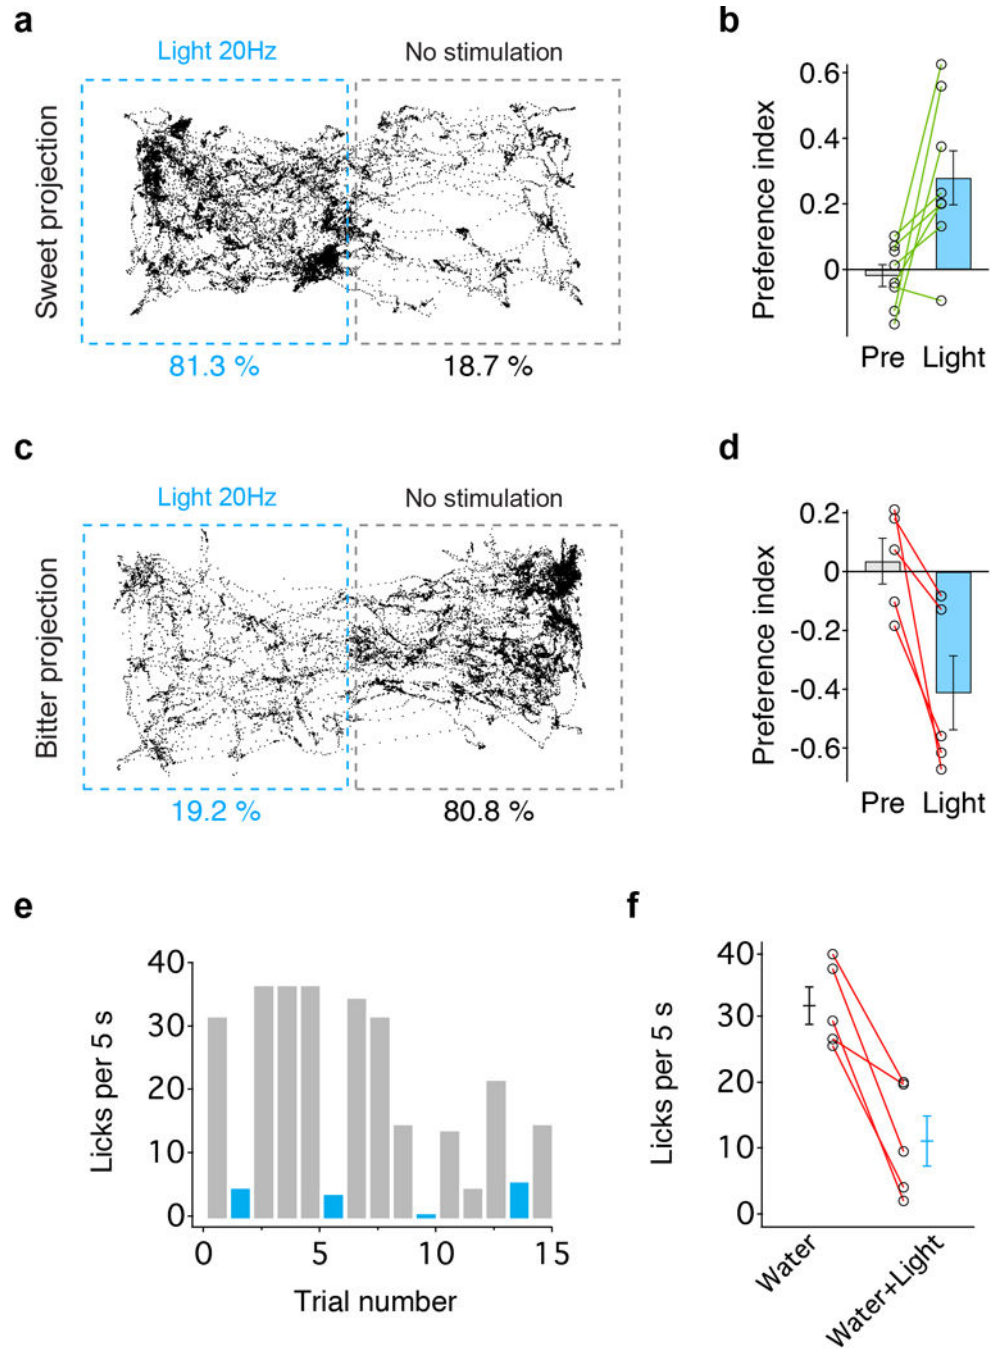 a
Light 20Hz
No stimulation
Sweet projection
81.3 %
18.7 %
b
Preference index
0.6
0.4
0.2
0
Pre
Light
c
Light 20Hz
No stimulation
Bitter projection
19.2 %
80.8 %
d
Preference index
0.2
0
-0.2
-0.4
-0.6
Pre
Light
e
Licks per 5 s
40
30
20
10
0
0
5
10
15
Trial number
f
Licks per 5 s
40
30
20
10
0
Water
Water+Light